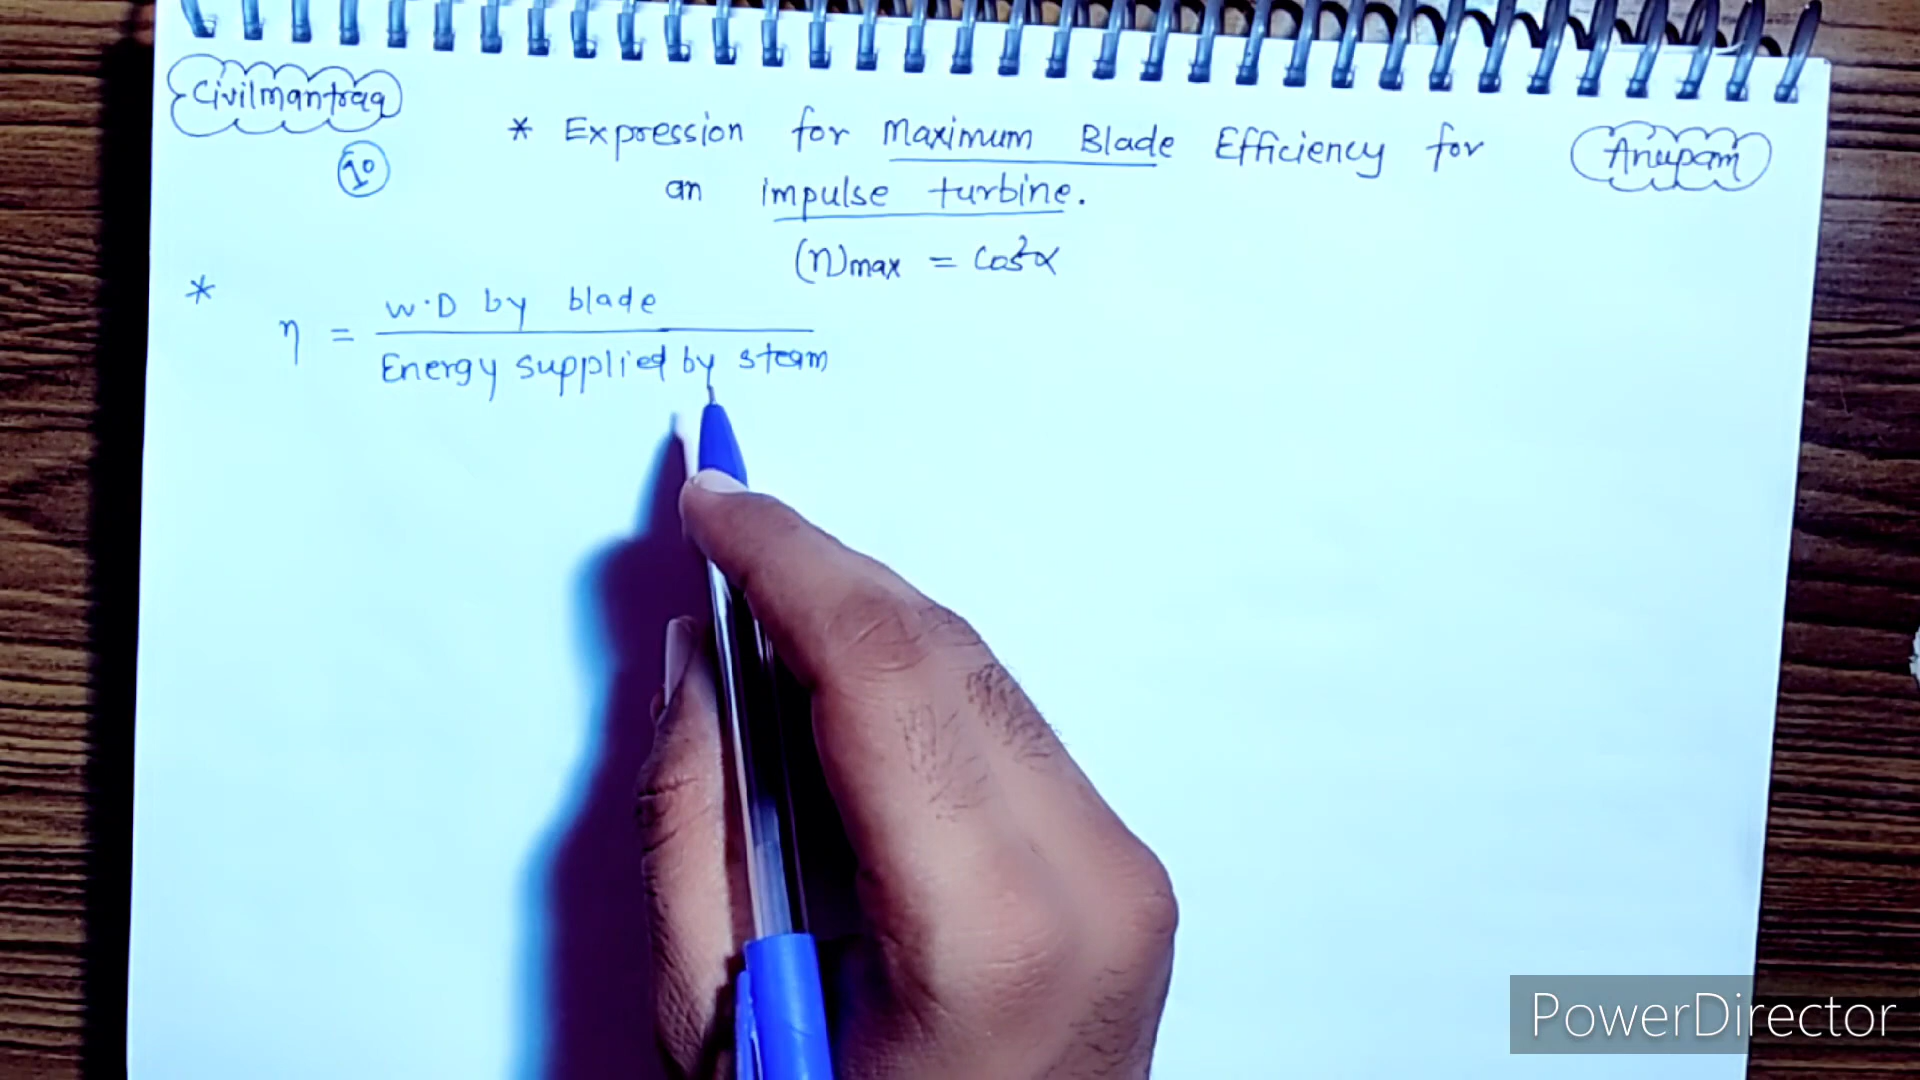 Civilmantraa
10
* Expression for Maximum Blade Efficiency for
an impulse turbine.
Anupam
(η)max = Cos²α
*
η = W.D by blade
Energy supplied by steam
PowerDirector